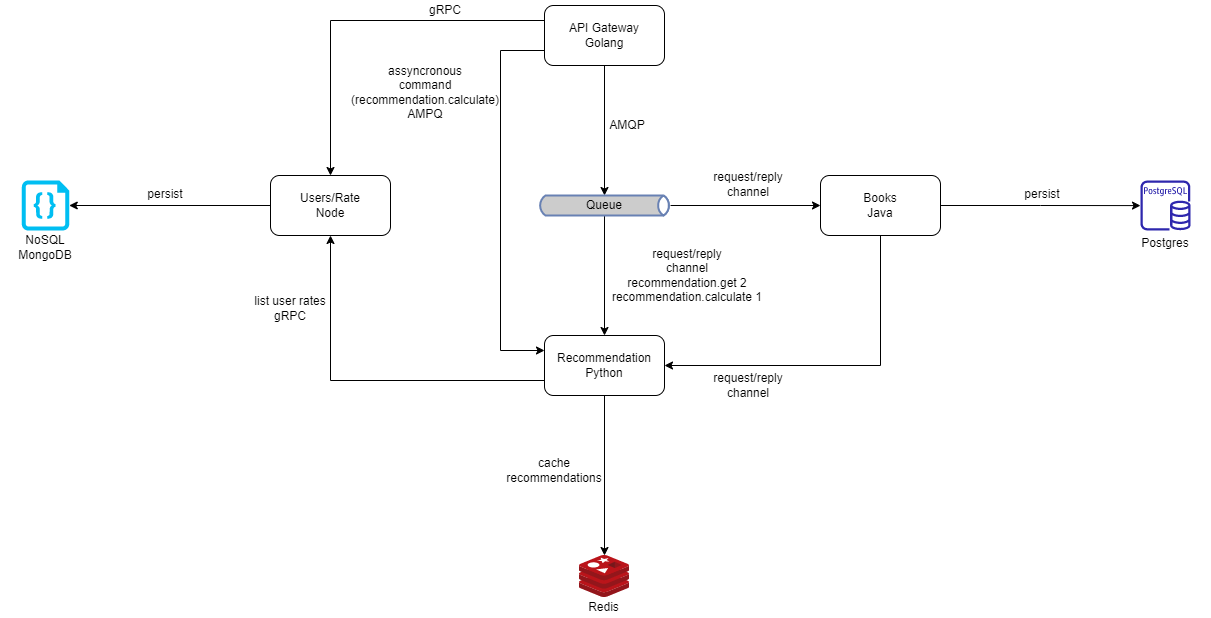 gRPC
API Gateway
Golang
assyncronous
command
(recommendation.calculate)
AMPQ
AMQP
persist
Users/Rate
Node
Queue
request/reply
channel
Books
Java
persist
PostgreSQL
NoSQL
MongoDB
Postgres
request/reply
channel
recommendation.get 2
recommendation.calculate 1
list user rates
gRPC
Recommendation
Python
request/reply
channel
cache
recommendations
Redis